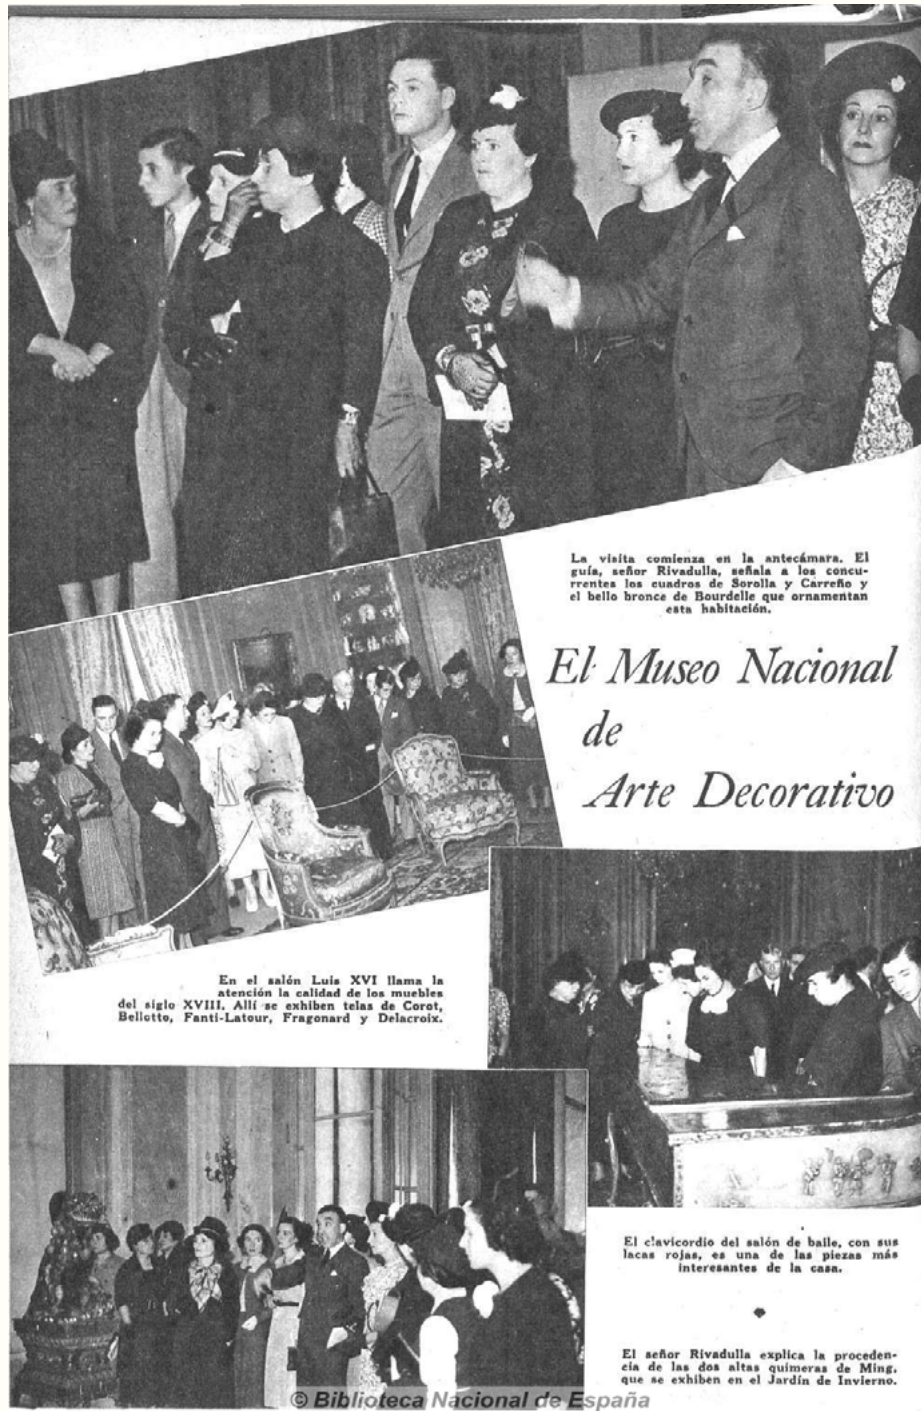 La visita comienza en la antecámara. El
guía, señor Rivadulla, señala a los concu-
rrentes los cuadros de Sorolla y Carreño y
el bello bronce de Bourdelle que ornamentan
esta habitación.
El Museo Nacional
de
Arte Decorativo
En el salón Luis XVI llama la
atención la calidad de los muebles
del siglo XVIII. Allí se exhiben telas de Corot,
Bellotto, Fanti-Latour, Fragonard y Delacroix.
El clavicordio del salón de baile, con sus
lacas rojas, es una de las piezas más
interesantes de la casa.
El señor Rivadulla explica la proceden-
cia de las dos altas quimeras de Ming,
que se exhiben en el Jardín de Invierno.
© Biblioteca Nacional de España